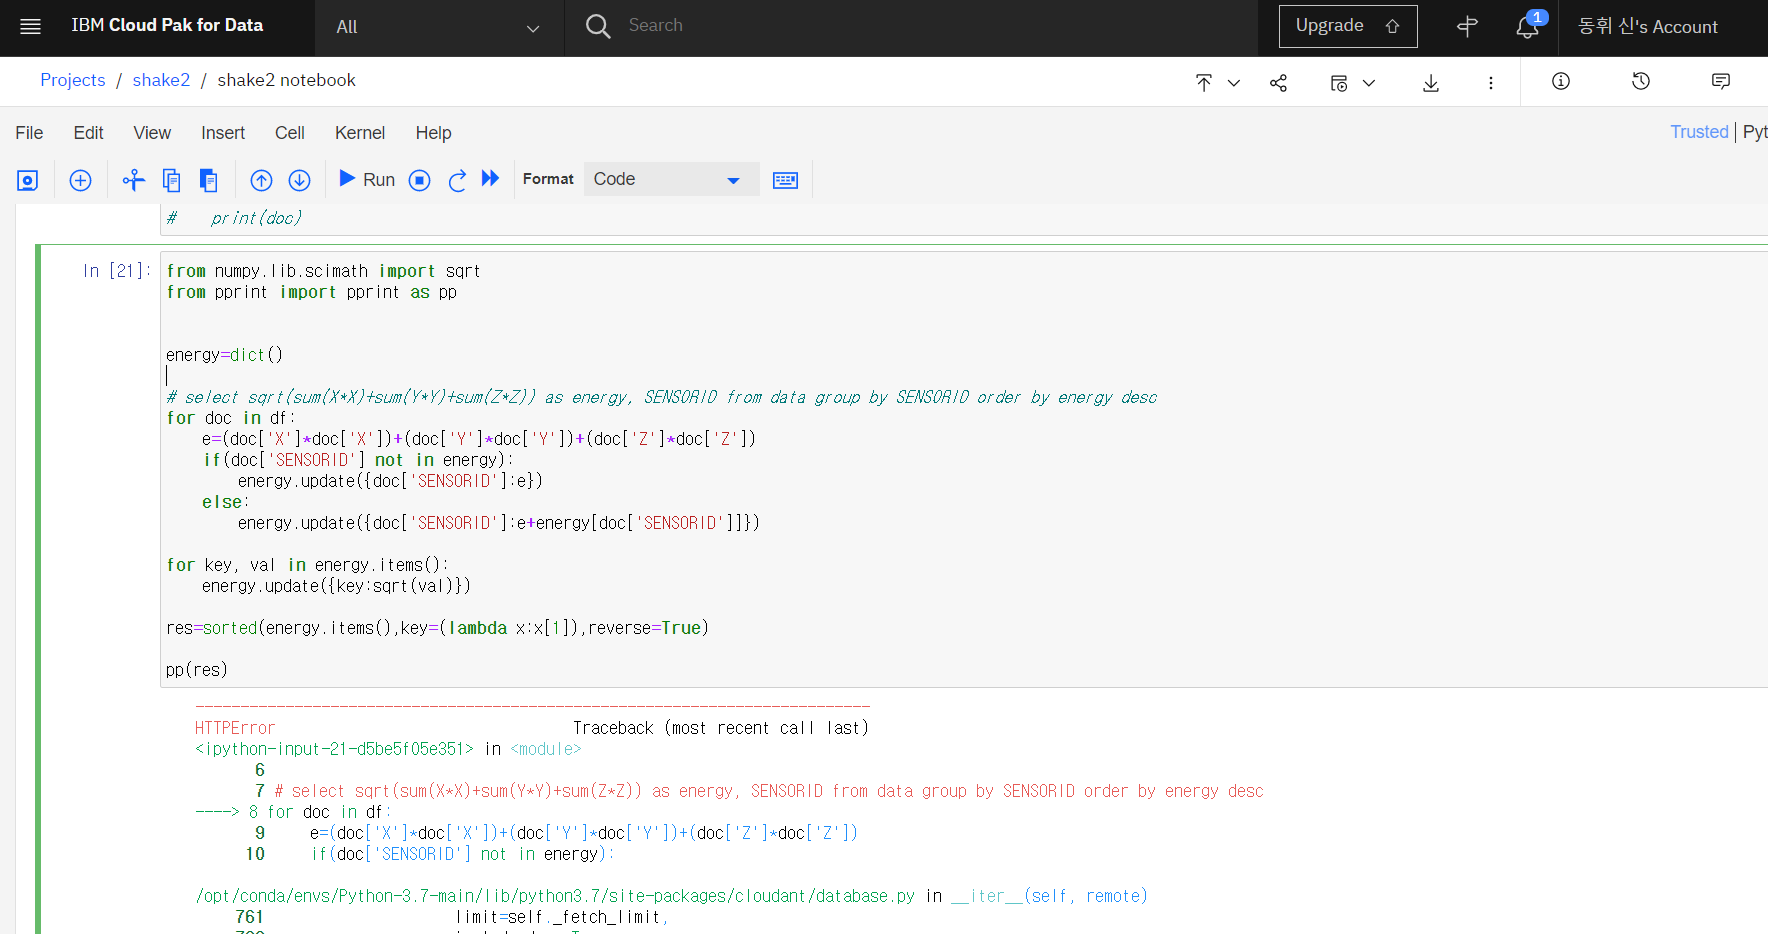 IBM Cloud Pak for Data
All
Search
Upgrade
1
동휘 신's Account
Projects / shake2 / shake2 notebook
File Edit View Insert Cell Kernel Help
Trusted | Pyt
Run
Format
Code
#    print(doc)
In [21]:
from numpy.lib.scimath import sqrt
from pprint import pprint as pp
energy=dict()
# select sqrt(sum(X*X)+sum(Y*Y)+sum(Z*Z)) as energy, SENSORID from data group by SENSORID order by energy desc
for doc in df:
    e=(doc['X']*doc['X'])+(doc['Y']*doc['Y'])+(doc['Z']*doc['Z'])
    if(doc['SENSORID'] not in energy):
        energy.update({doc['SENSORID']:e})
    else:
        energy.update({doc['SENSORID']:e+energy[doc['SENSORID']]})
for key, val in energy.items():
    energy.update({key:sqrt(val)})
res=sorted(energy.items(),key=(lambda x:x[1]),reverse=True)
pp(res)
---------------------------------------------------------------------------
HTTPError                                 Traceback (most recent call last)
<ipython-input-21-d5be5f05e351> in <module>
      6
      7 # select sqrt(sum(X*X)+sum(Y*Y)+sum(Z*Z)) as energy, SENSORID from data group by SENSORID order by energy desc
----> 8 for doc in df:
      9     e=(doc['X']*doc['X'])+(doc['Y']*doc['Y'])+(doc['Z']*doc['Z'])
     10     if(doc['SENSORID'] not in energy):
/opt/conda/envs/Python-3.7-main/lib/python3.7/site-packages/cloudant/database.py in __iter__(self, remote)
    761                     limit=self._fetch_limit,